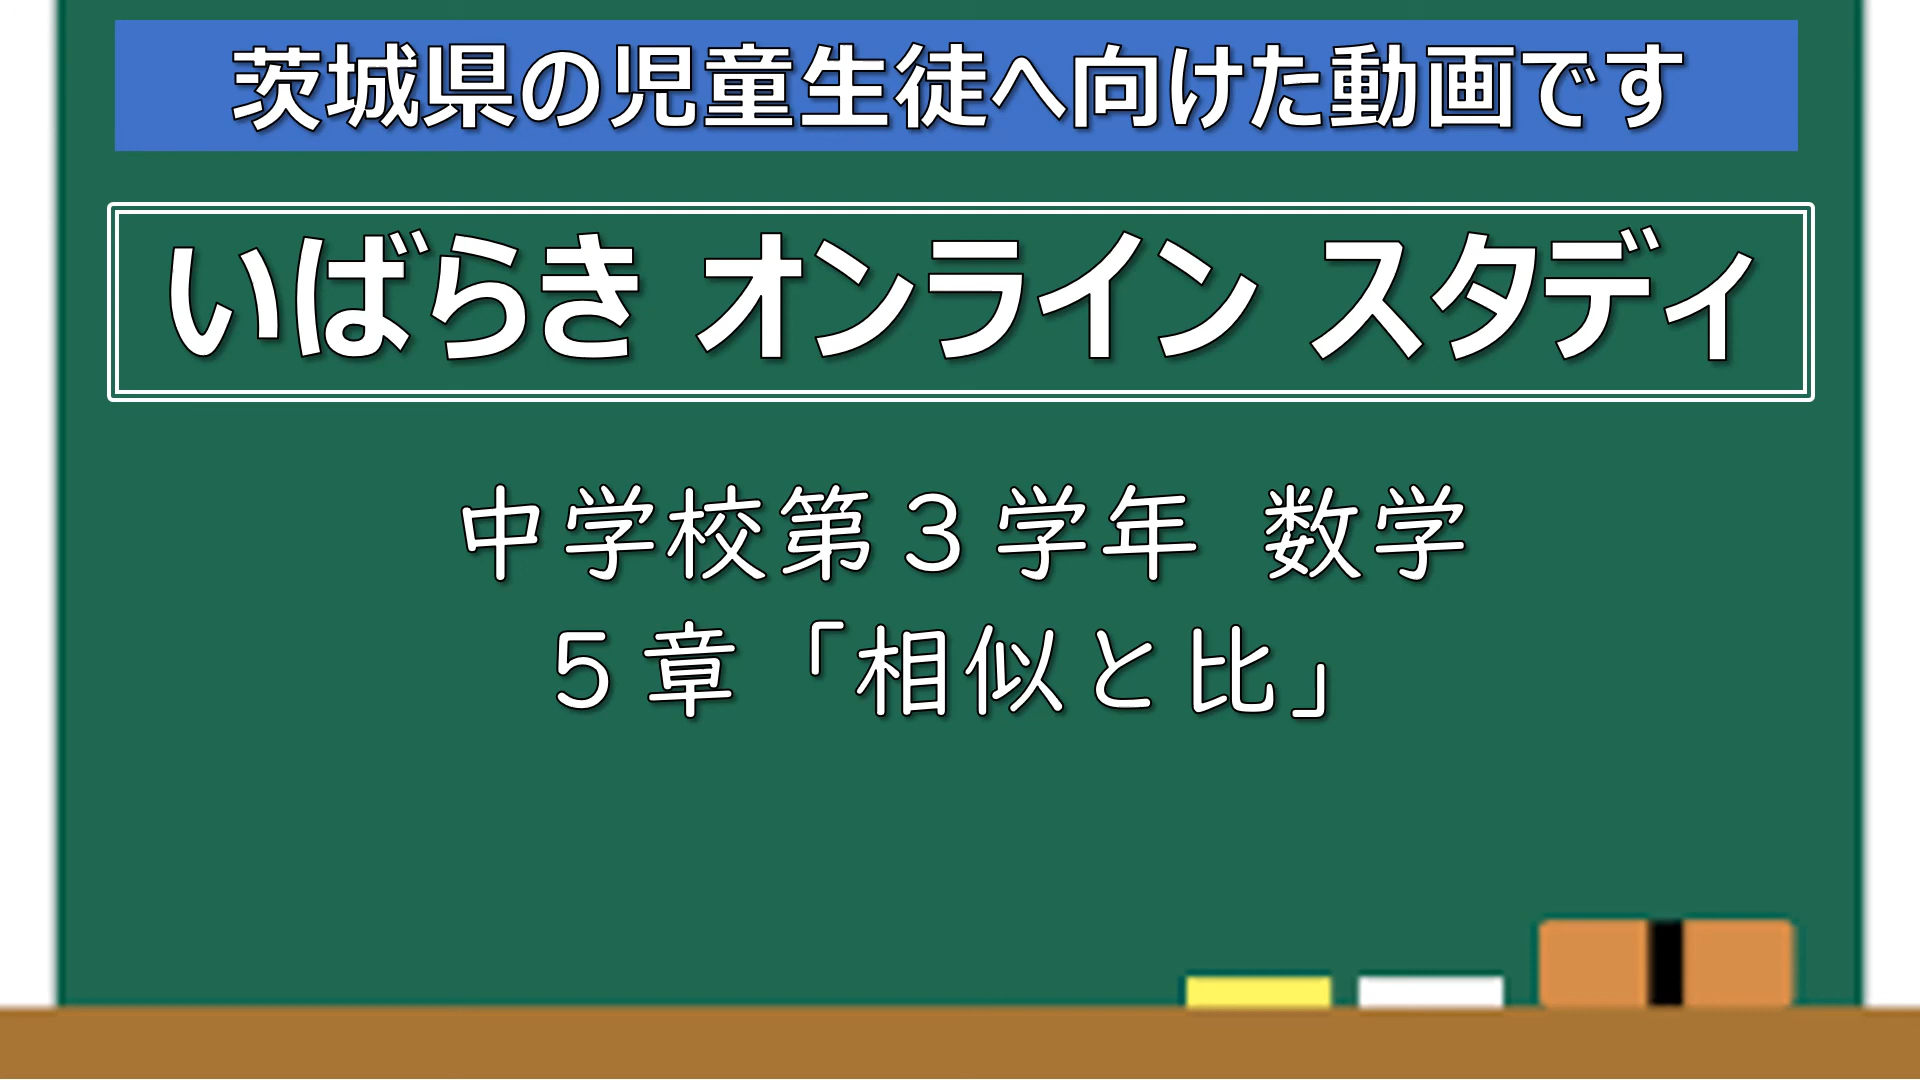 茨城県の児童生徒へ向けた動画です
いばらき オンライン スタディ
中学校第３学年 数学
５章「相似と比」